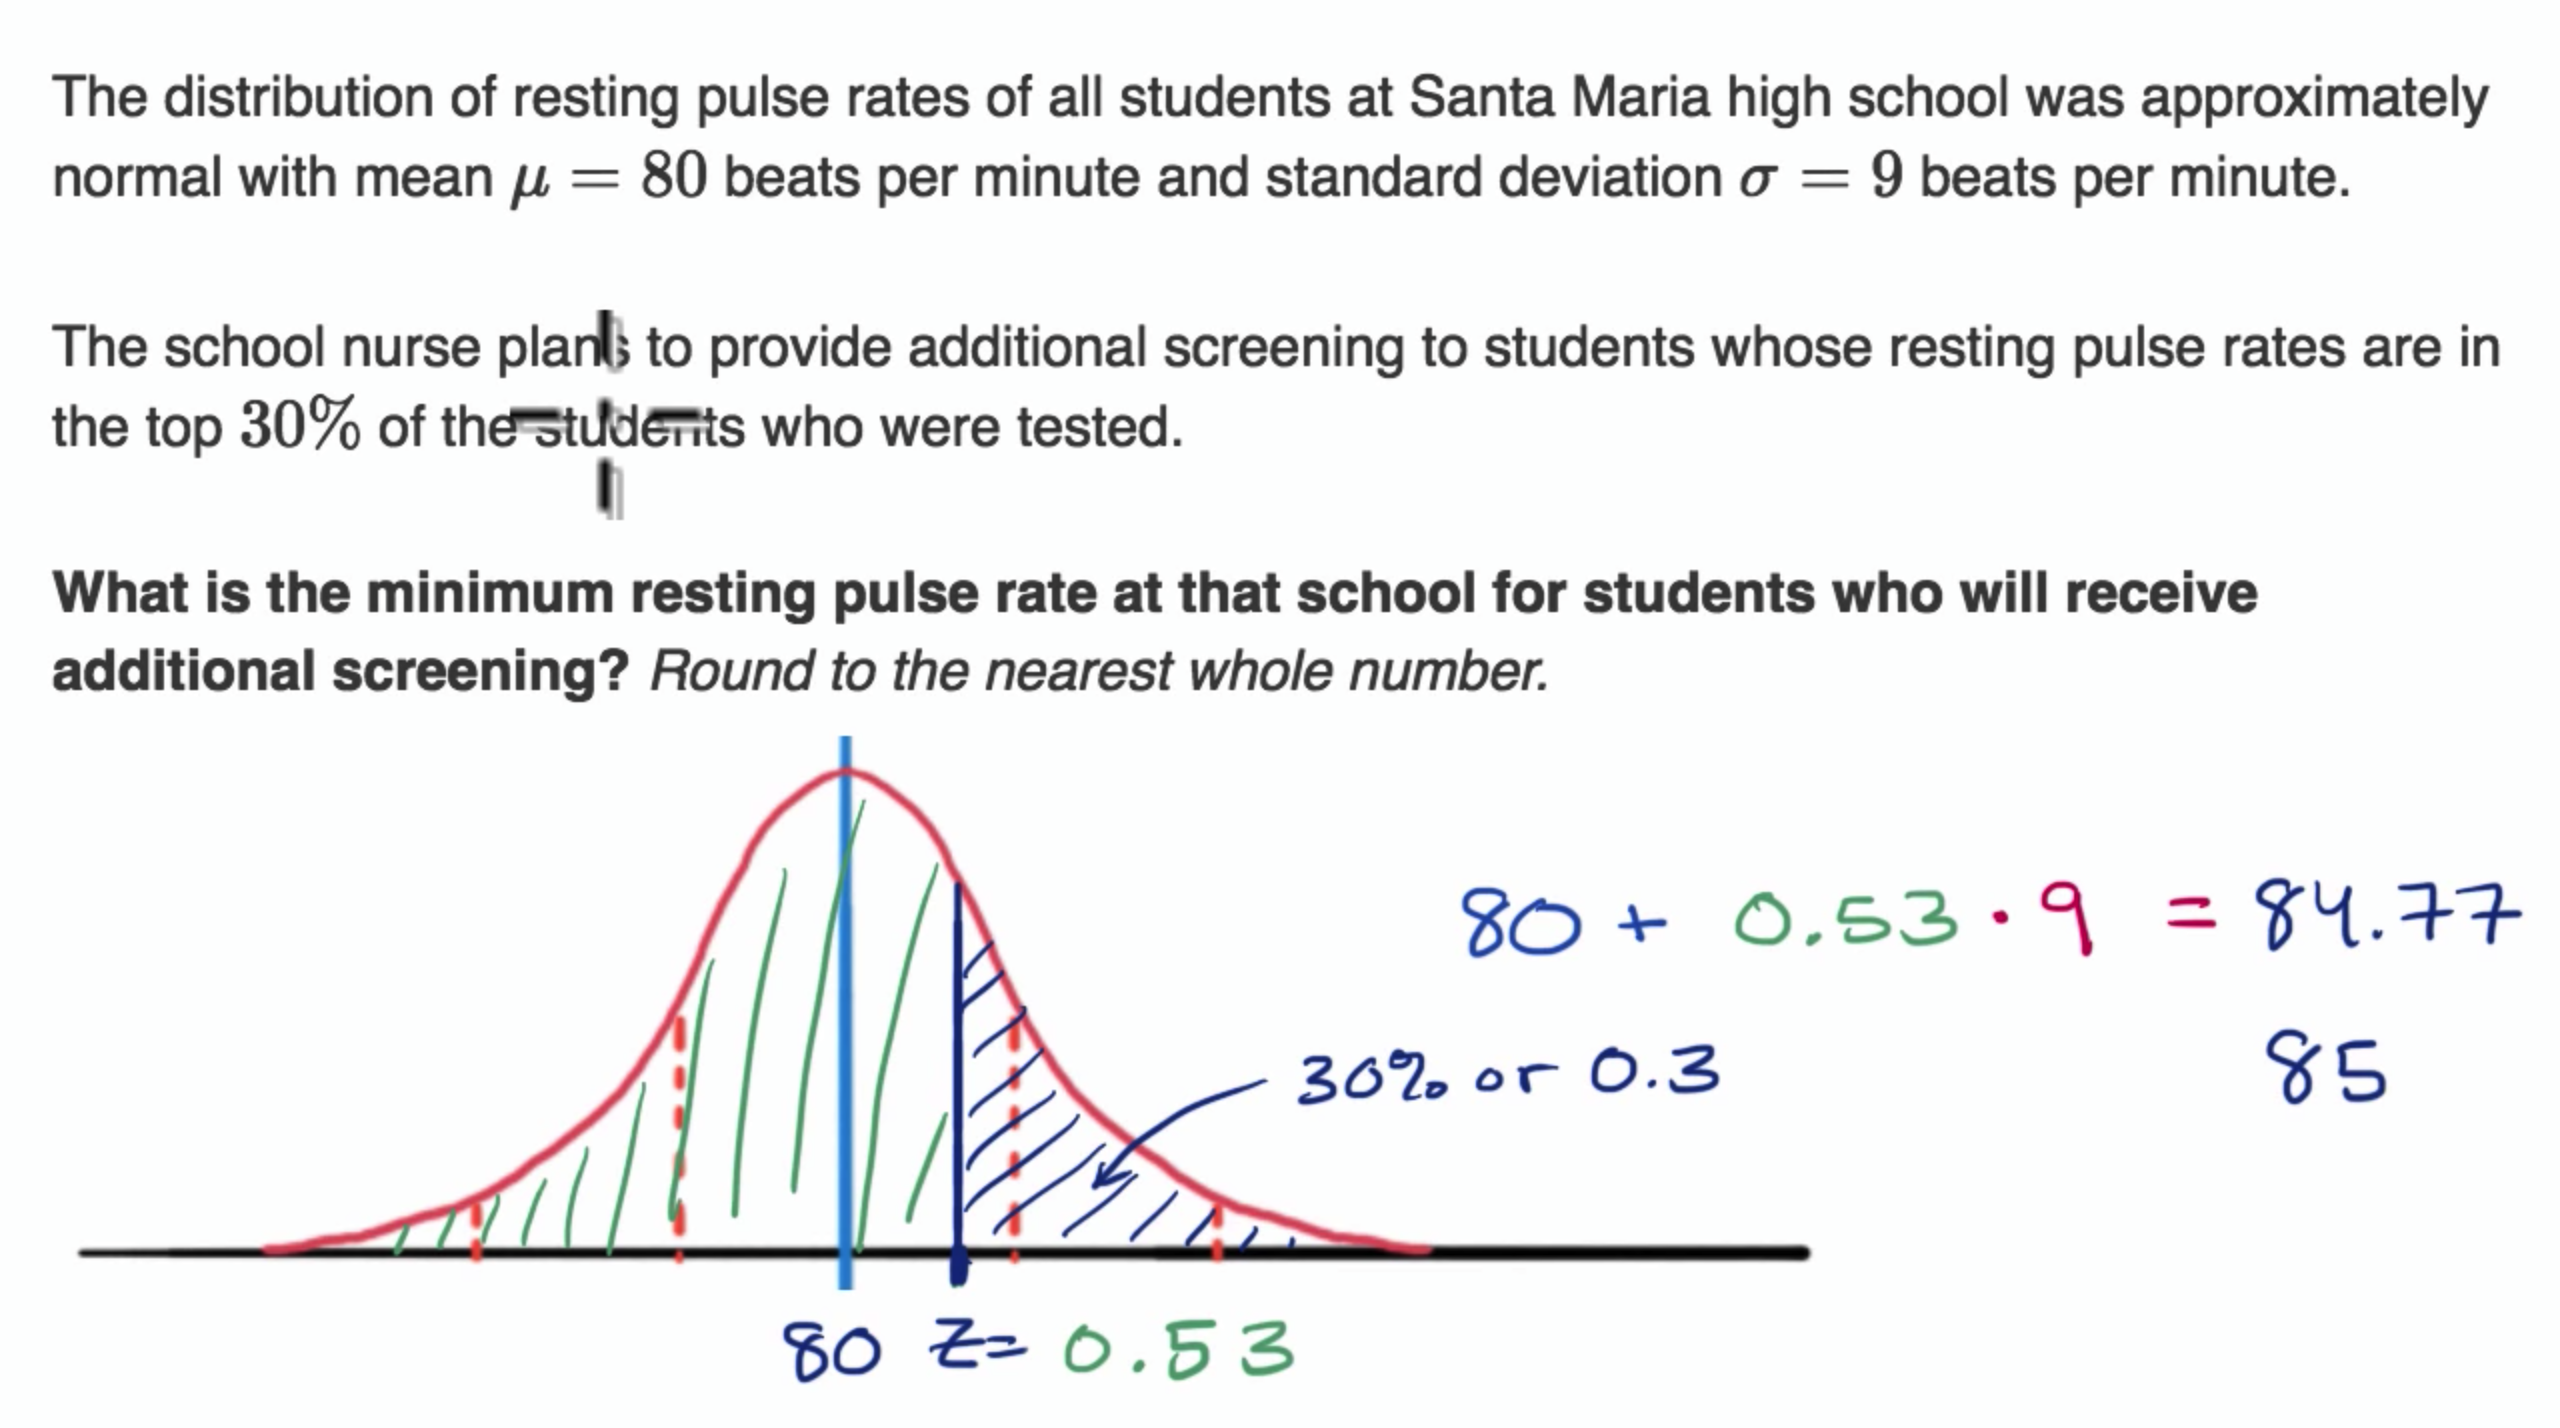 The distribution of resting pulse rates of all students at Santa Maria high school was approximately
normal with mean μ = 80 beats per minute and standard deviation σ = 9 beats per minute.
The school nurse plans to provide additional screening to students whose resting pulse rates are in
the top 30% of the students who were tested.
What is the minimum resting pulse rate at that school for students who will receive
additional screening? Round to the nearest whole number.
80 + 0.53 · 9 = 84.77
30% or 0.3
85
80 z= 0.53